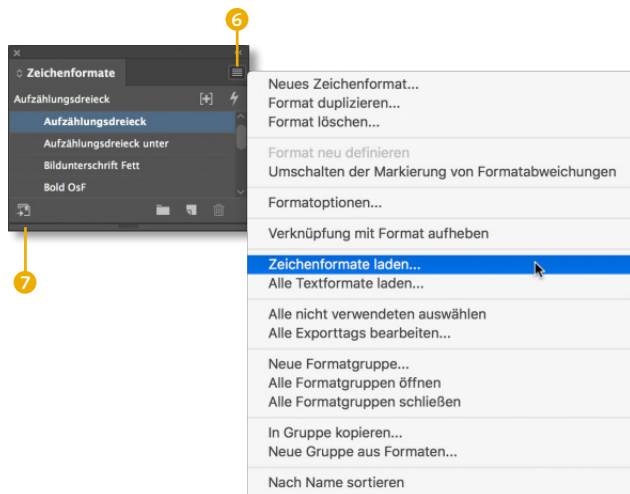 6
Zeichenformate
Aufzählungsdreieck
Aufzählungsdreieck
Aufzählungsdreieck unter
Bildunterschrift Fett
Bold OsF
7
Neues Zeichenformat...
Format duplizieren...
Format löschen...
Format neu definieren
Umschalten der Markierung von Formatabweichungen
Formatoptionen...
Verknüpfung mit Format aufheben
Zeichenformate laden...
Alle Textformate laden...
Alle nicht verwendeten auswählen
Alle Exporttags bearbeiten...
Neue Formatgruppe...
Alle Formatgruppen öffnen
Alle Formatgruppen schließen
In Gruppe kopieren...
Neue Gruppe aus Formaten...
Nach Name sortieren